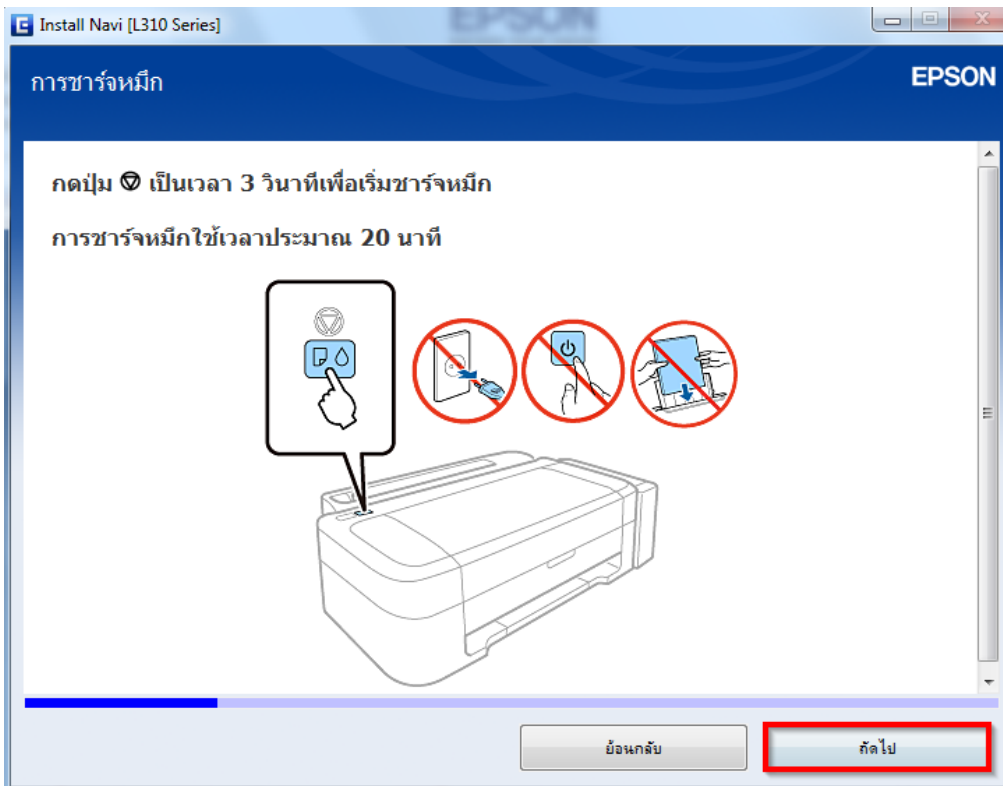 Install Navi [L310 Series]
EPSON
การชาร์จหมึก
EPSON
กดปุ่ม เป็นเวลา 3 วินาทีเพื่อเริ่มชาร์จหมึก
การชาร์จหมึกใช้เวลาประมาณ 20 นาที
ย้อนกลับ
ถัดไป